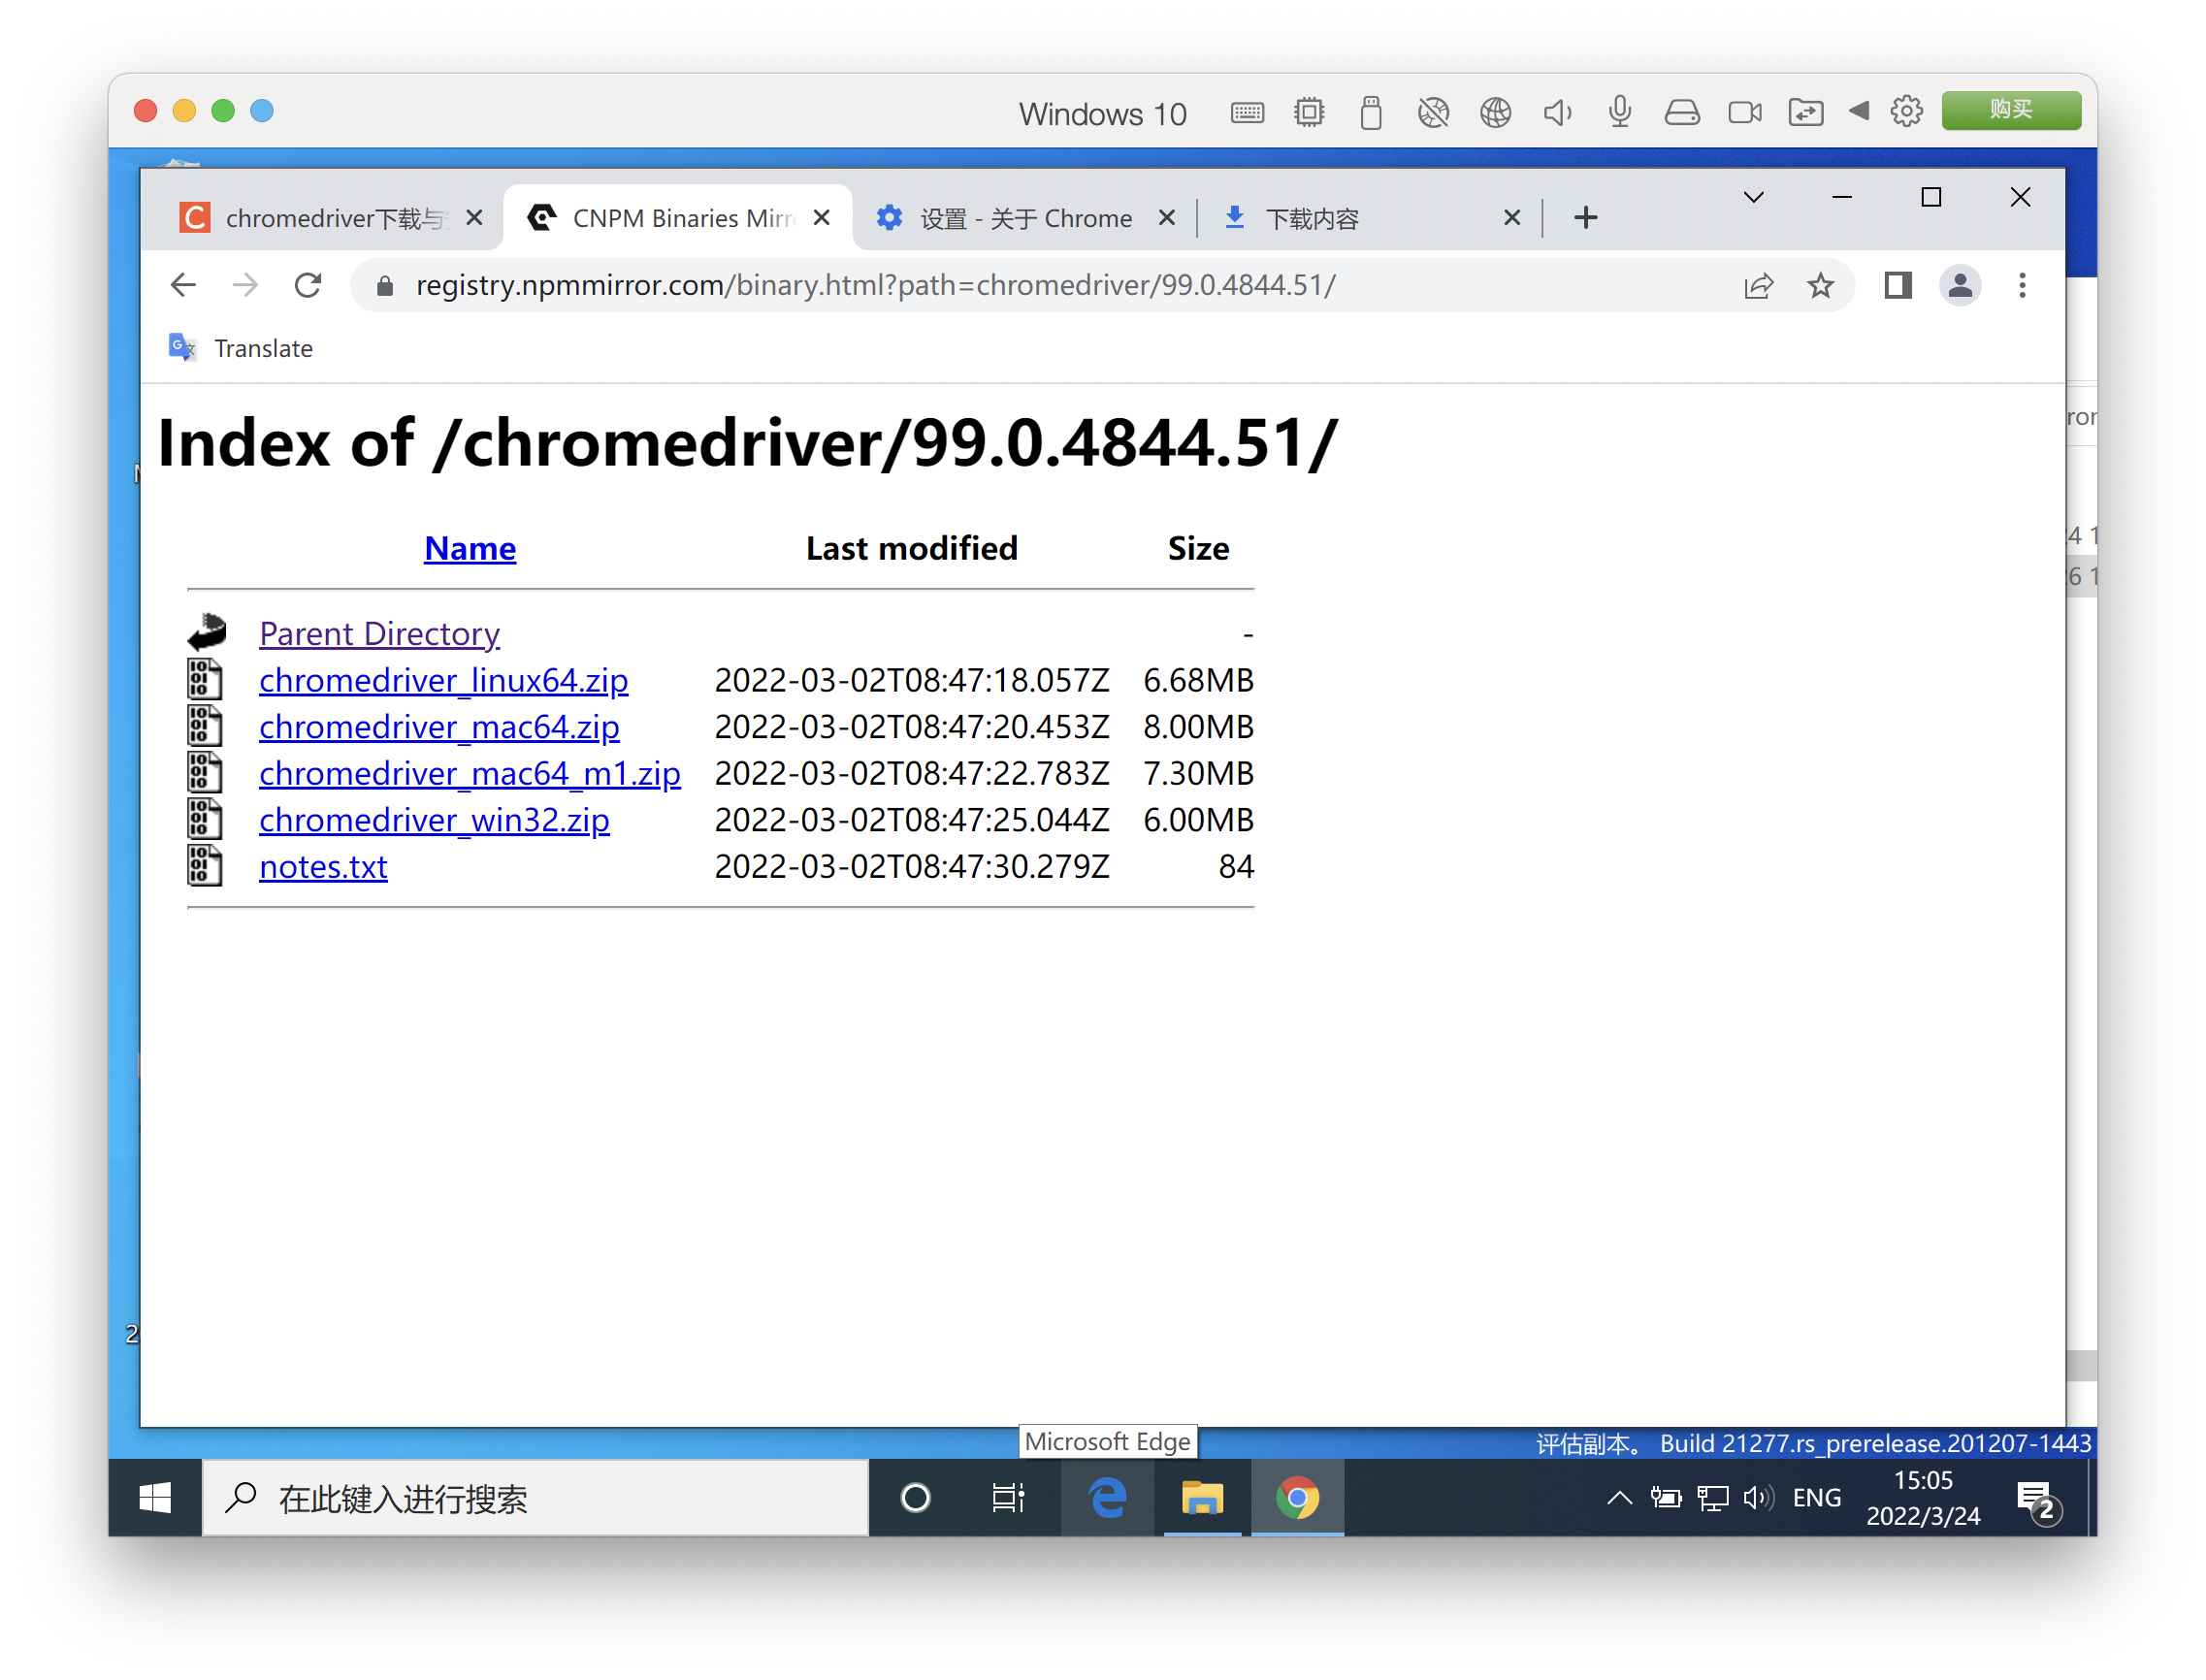 Windows 10
购买
chromedriver下载与
CNPM Binaries Mirr
设置 - 关于 Chrome
下载内容
registry.npmmirror.com/binary.html?path=chromedriver/99.0.4844.51/
Translate
Index of /chromedriver/99.0.4844.51/
Name Last modified Size
Parent Directory -
chromedriver_linux64.zip 2022-03-02T08:47:18.057Z 6.68MB
chromedriver_mac64.zip 2022-03-02T08:47:20.453Z 8.00MB
chromedriver_mac64_m1.zip 2022-03-02T08:47:22.783Z 7.30MB
chromedriver_win32.zip 2022-03-02T08:47:25.044Z 6.00MB
notes.txt 2022-03-02T08:47:30.279Z 84
Microsoft Edge
评估副本。 Build 21277.rs_prerelease.201207-1443
在此键入进行搜索
ENG
15:05
2022/3/24
2